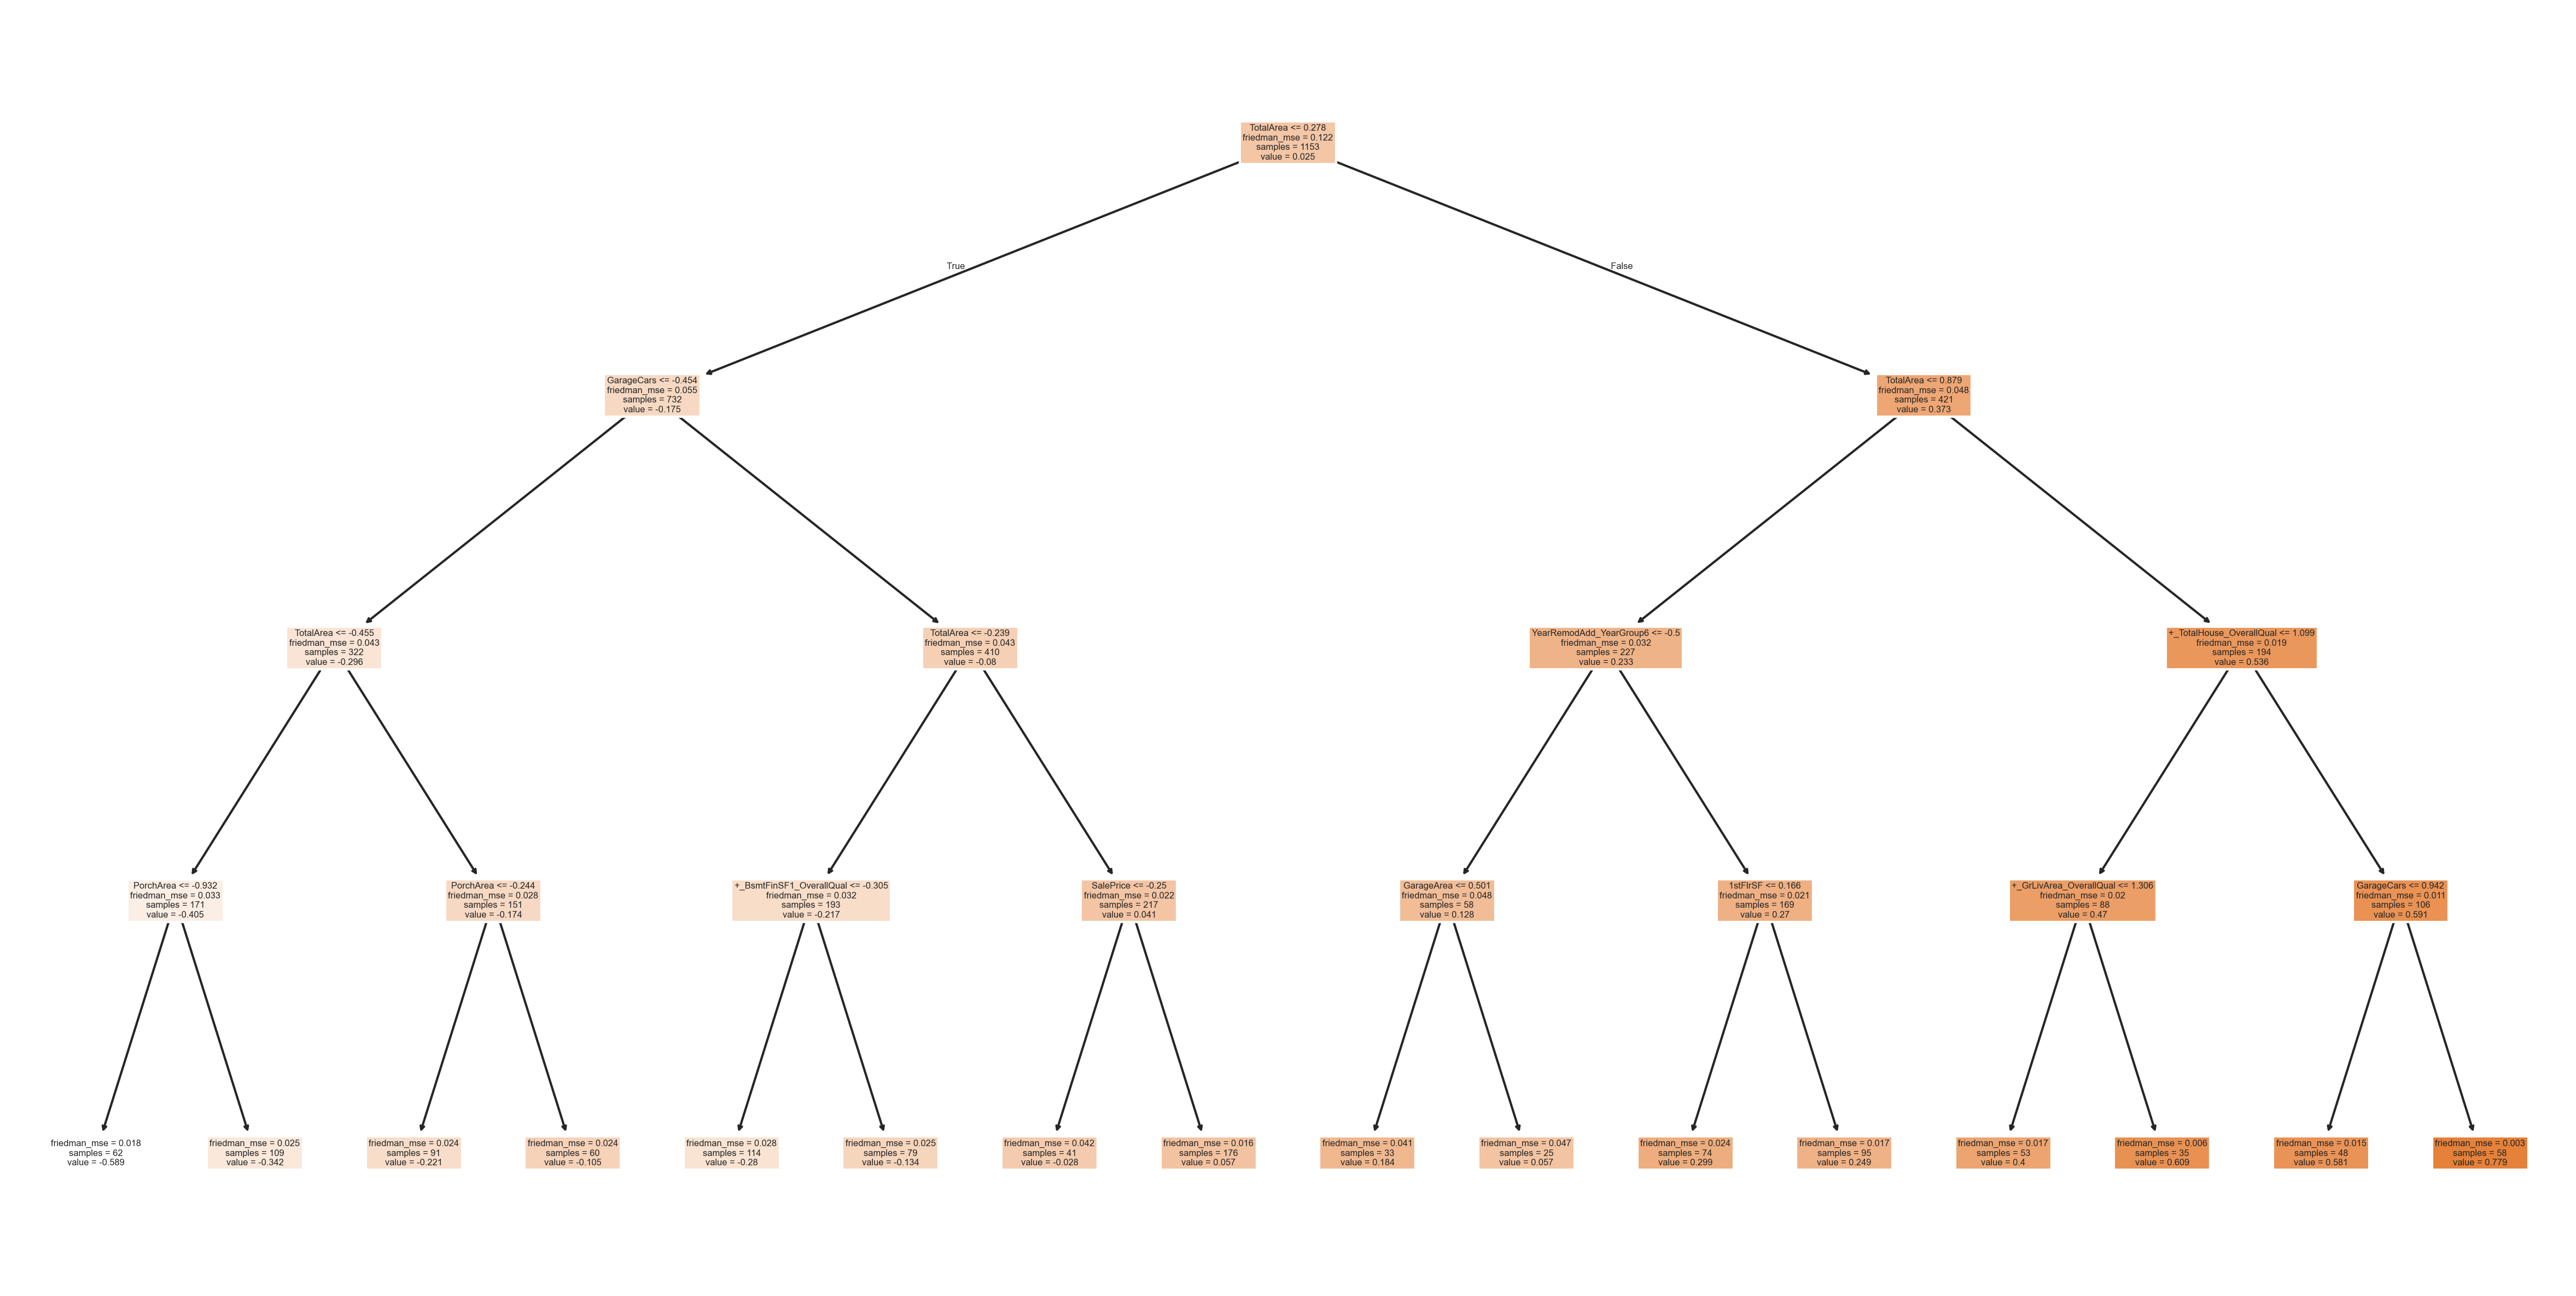 TotalArea <= 0.278
friedman_mse = 0.122
samples = 1153
value = 0.025
True
False
GarageCars <= -0.454
friedman_mse = 0.055
samples = 732
value = -0.175
TotalArea <= 0.879
friedman_mse = 0.048
samples = 421
value = 0.373
TotalArea <= -0.455
friedman_mse = 0.043
samples = 322
value = -0.296
TotalArea <= -0.239
friedman_mse = 0.043
samples = 410
value = -0.08
YearRemodAdd_YearGroup6 <= -0.5
friedman_mse = 0.032
samples = 227
value = 0.233
+_TotalHouse_OverallQual <= 1.099
friedman_mse = 0.019
samples = 194
value = 0.536
PorchArea <= -0.932
friedman_mse = 0.033
samples = 171
value = -0.405
PorchArea <= -0.244
friedman_mse = 0.028
samples = 151
value = -0.174
+_BsmtFinSF1_OverallQual <= -0.305
friedman_mse = 0.032
samples = 193
value = -0.217
SalePrice <= -0.25
friedman_mse = 0.022
samples = 217
value = 0.041
GarageArea <= 0.501
friedman_mse = 0.048
samples = 58
value = 0.128
1stFlrSF <= 0.166
friedman_mse = 0.021
samples = 169
value = 0.27
+_GrLivArea_OverallQual <= 1.306
friedman_mse = 0.02
samples = 88
value = 0.47
GarageCars <= 0.942
friedman_mse = 0.011
samples = 106
value = 0.591
friedman_mse = 0.018
samples = 62
value = -0.589
friedman_mse = 0.025
samples = 109
value = -0.342
friedman_mse = 0.024
samples = 91
value = -0.221
friedman_mse = 0.024
samples = 60
value = -0.105
friedman_mse = 0.028
samples = 114
value = -0.28
friedman_mse = 0.025
samples = 79
value = -0.134
friedman_mse = 0.042
samples = 41
value = -0.028
friedman_mse = 0.016
samples = 176
value = 0.057
friedman_mse = 0.041
samples = 33
value = 0.184
friedman_mse = 0.047
samples = 25
value = 0.057
friedman_mse = 0.024
samples = 74
value = 0.299
friedman_mse = 0.017
samples = 95
value = 0.249
friedman_mse = 0.017
samples = 53
value = 0.4
friedman_mse = 0.006
samples = 35
value = 0.609
friedman_mse = 0.015
samples = 48
value = 0.581
friedman_mse = 0.003
samples = 58
value = 0.779